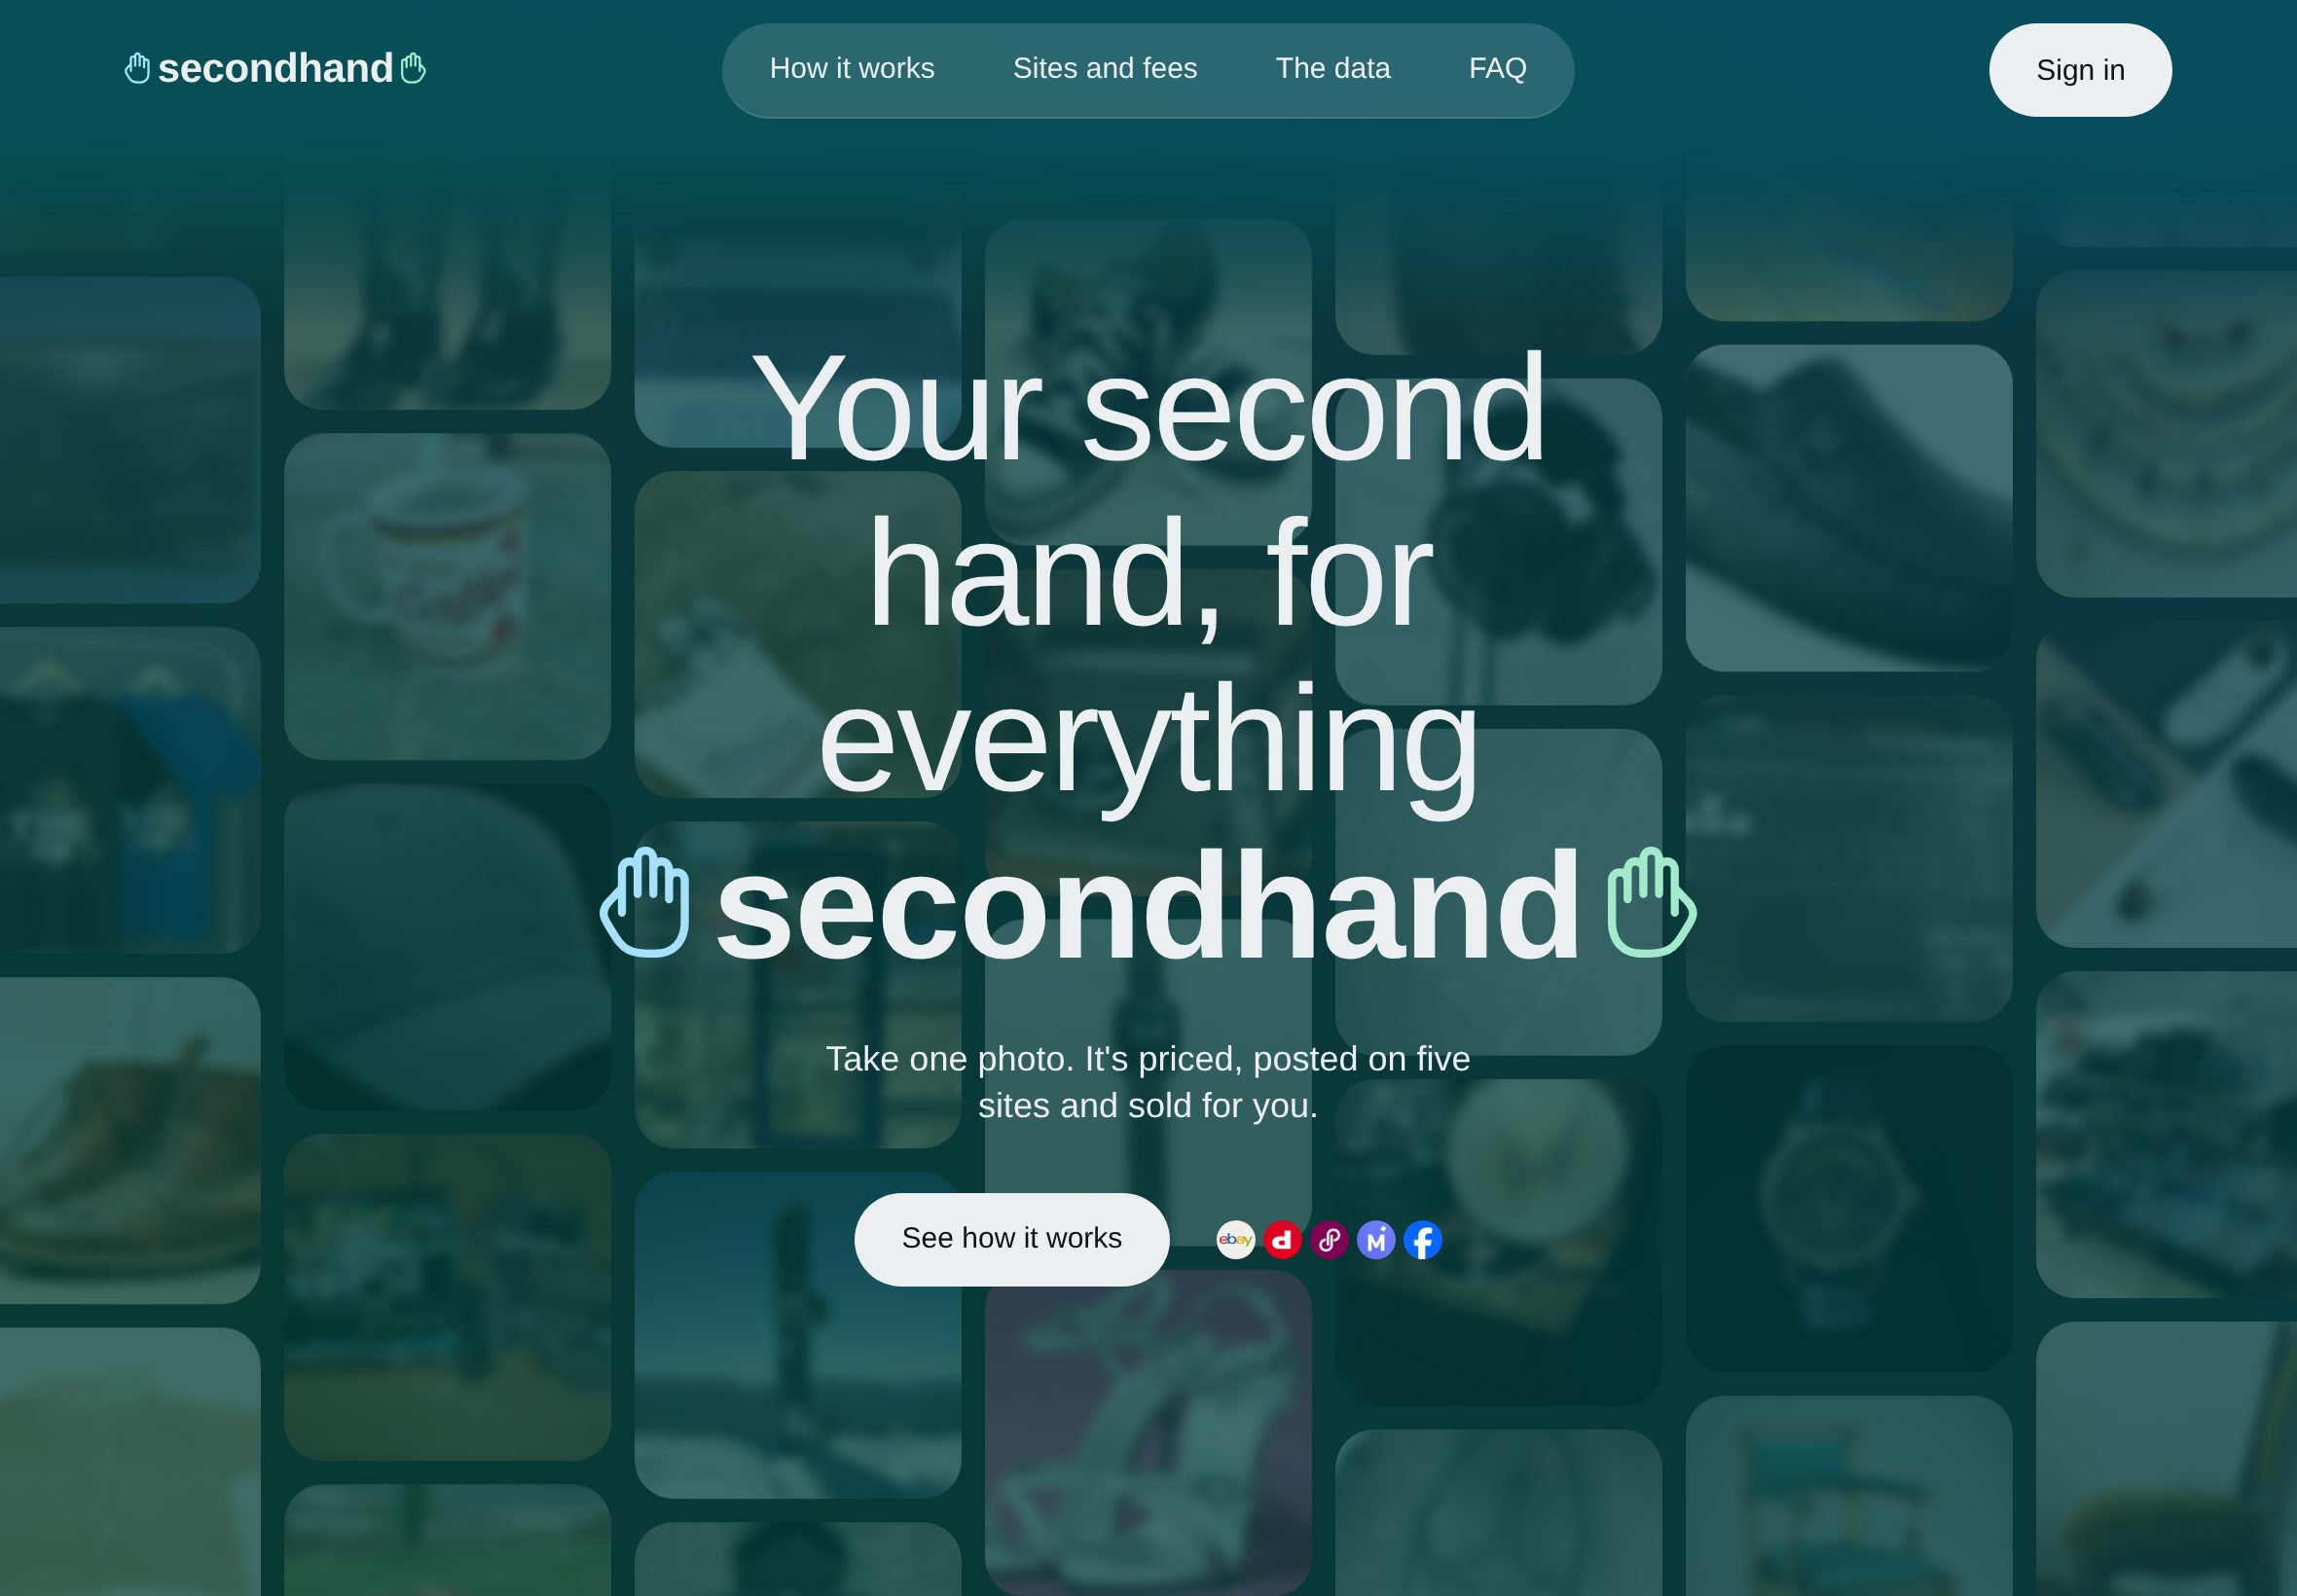 secondhand
How it works
Sites and fees
The data
FAQ
Sign in
Your second
hand, for
everything
secondhand
Take one photo. It's priced, posted on five
sites and sold for you.
See how it works
ebay